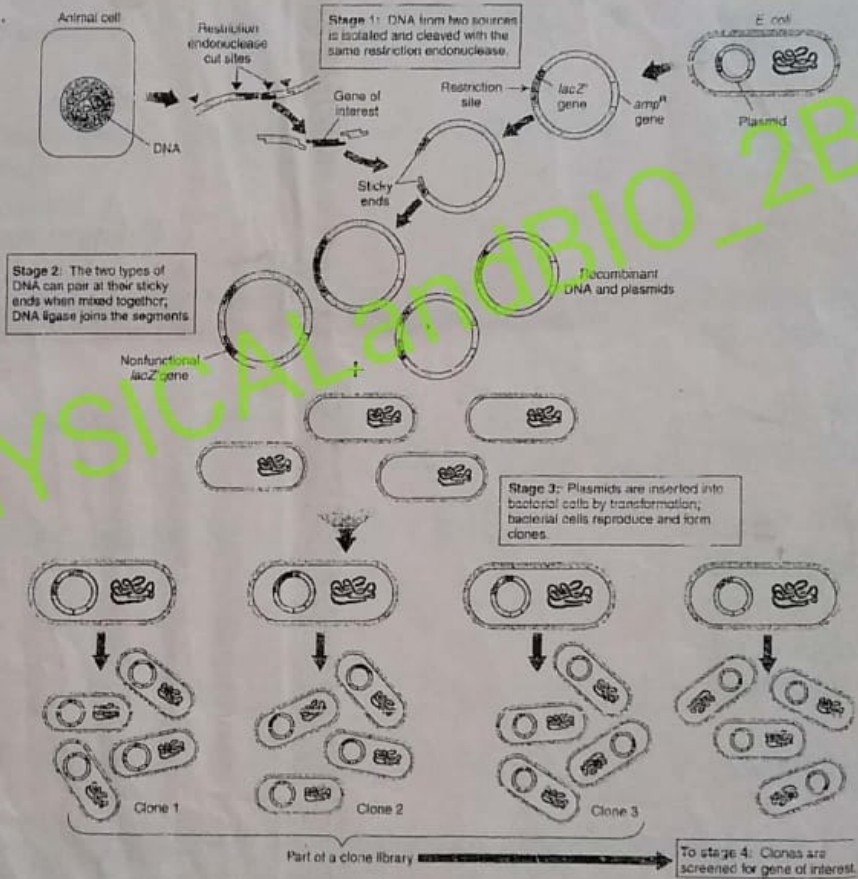 Animal cell
Restriction
endonuclease
cut sites
Stage 1: DNA from two sources
is isolated and cleaved with the
same restriction endonuclease.
E. coli
Gene of
interest
DNA
Restriction
site
lacZ'
gene
ampR
gene
Plasmid
Sticky
ends
Stage 2: The two types of
DNA can pair at their sticky
ends when mixed together;
DNA ligase joins the segments
Recombinant
DNA and plasmids
Nonfunctional
lacZ' gene
+
Stage 3: Plasmids are inserted into
bacterial cells by transformation;
bacterial cells reproduce and form
clones.
Clone 1
Clone 2
Clone 3
Part of a clone library
To stage 4: Clones are
screened for gene of interest.
YSICALandBIO_2B